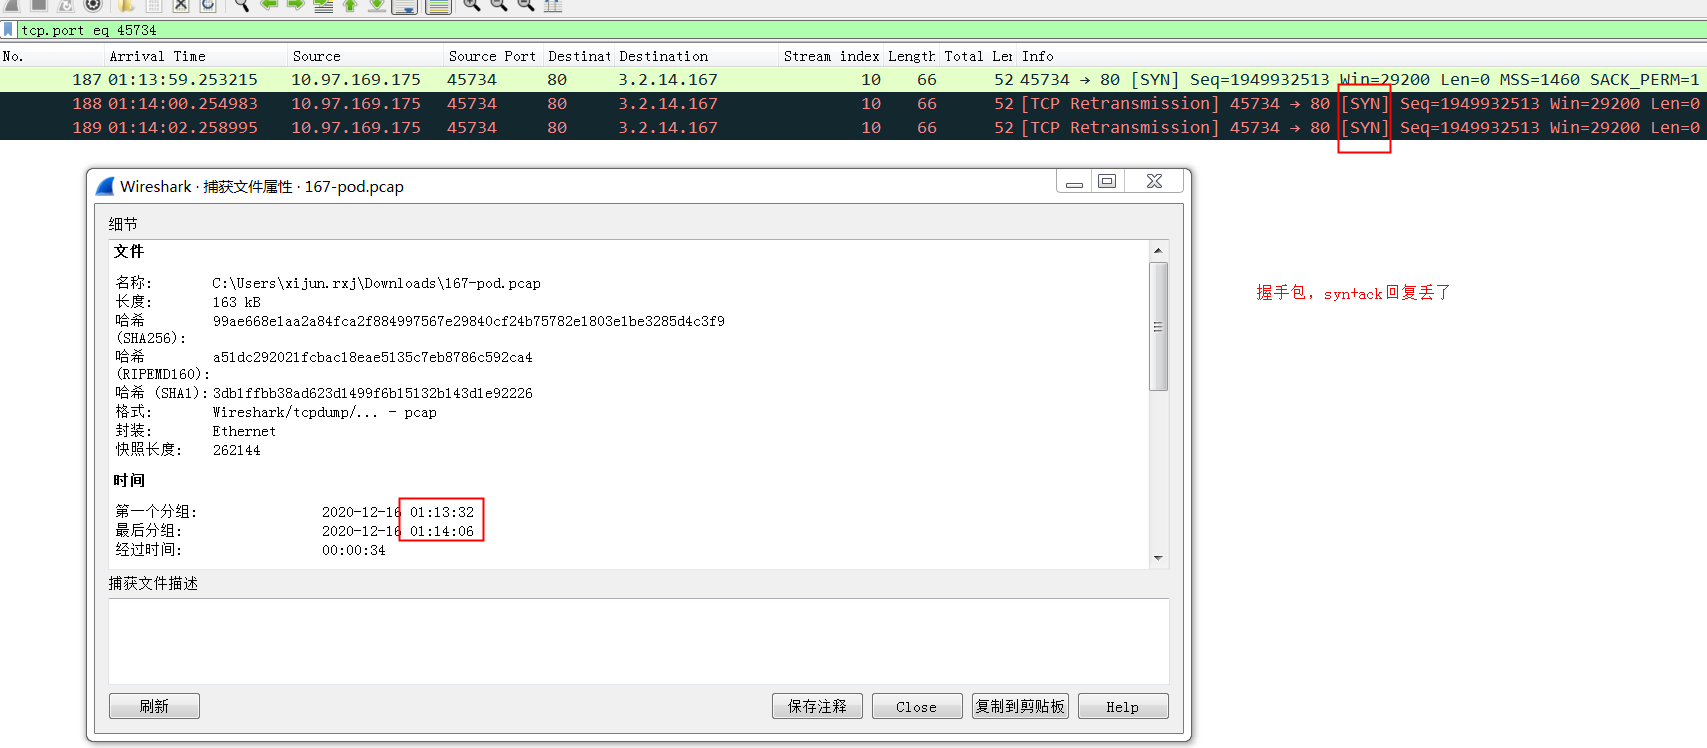 tcp.port eq 45734
No. Arrival Time Source Source Port Destinat Destination Stream index Length Total Ler Info
187 01:13:59.253215 10.97.169.175 45734 80 3.2.14.167 10 66 52 45734 → 80 [SYN] Seq=1949932513 Win=29200 Len=0 MSS=1460 SACK_PERM=1
188 01:14:00.254983 10.97.169.175 45734 80 3.2.14.167 10 66 52 [TCP Retransmission] 45734 → 80 [SYN] Seq=1949932513 Win=29200 Len=0
189 01:14:02.258995 10.97.169.175 45734 80 3.2.14.167 10 66 52 [TCP Retransmission] 45734 → 80 [SYN] Seq=1949932513 Win=29200 Len=0
Wireshark · 捕获文件属性 · 167-pod.pcap
细节
文件
名称: C:\Users\xijun.rxj\Downloads\167-pod.pcap
长度: 163 kB
哈希 99ae668e1aa2a84fca2f884997567e29840cf24b75782e1803e1be3285d4c3f9
(SHA256):
哈希 a51dc292021fcbac18eae5135c7eb8786c592ca4
(RIPEMD160):
哈希 (SHA1): 3db1ffbb38ad623d1499f6b15132b143d1e92226
格式: Wireshark/tcpdump/... - pcap
封装: Ethernet
快照长度: 262144
时间
第一个分组: 2020-12-16 01:13:32
最后分组: 2020-12-16 01:14:06
经过时间: 00:00:34
捕获文件描述
刷新 保存注释 Close 复制到剪贴板 Help
握手包，syn+ack回复丢了